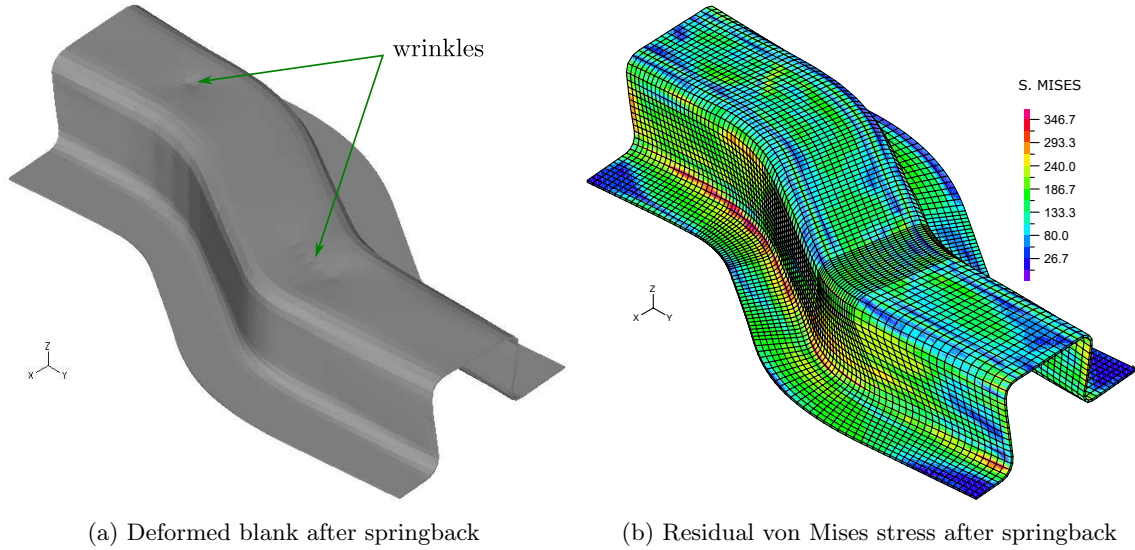 wrinkles
Z
X
Y
S. MISES
346.7
293.3
240.0
186.7
133.3
80.0
26.7
Z
X
Y
(a) Deformed blank after springback
(b) Residual von Mises stress after springback